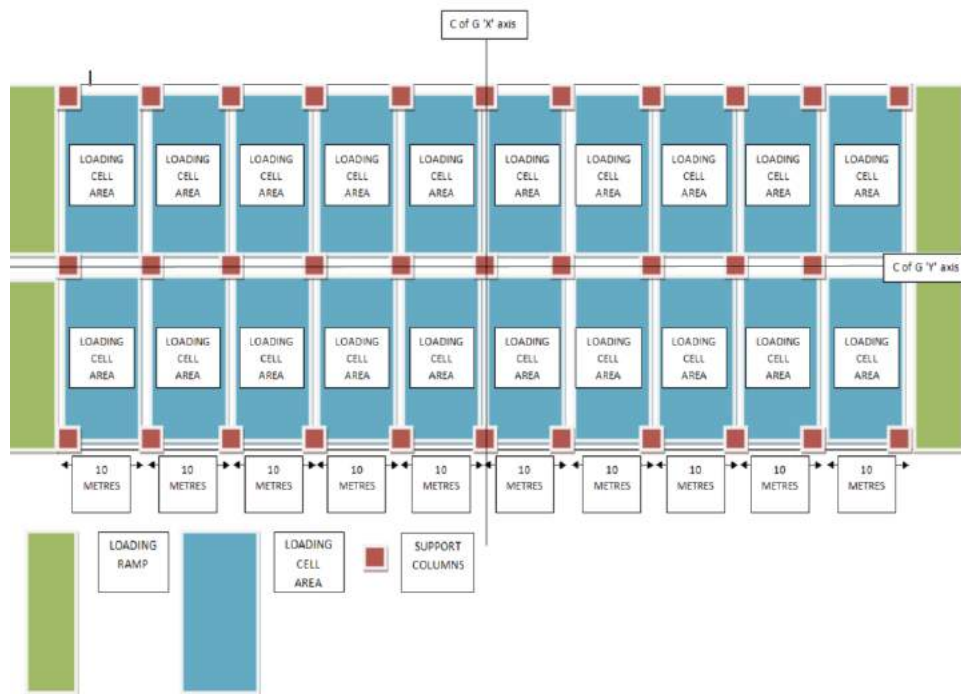 C of G 'X' axis
LOADING LOADING LOADING LOADING LOADING LOADING LOADING LOADING LOADING LOADING
CELL CELL CELL CELL CELL CELL CELL CELL CELL CELL
AREA AREA AREA AREA AREA AREA AREA AREA AREA AREA
C of G 'Y' axis
LOADING LOADING LOADING LOADING LOADING LOADING LOADING LOADING LOADING LOADING
CELL CELL CELL CELL CELL CELL CELL CELL CELL CELL
AREA AREA AREA AREA AREA AREA AREA AREA AREA AREA
10 10 10 10 10 10 10 10 10 10
METRES METRES METRES METRES METRES METRES METRES METRES METRES METRES
LOADING
RAMP
LOADING
CELL
AREA
SUPPORT
COLUMNS